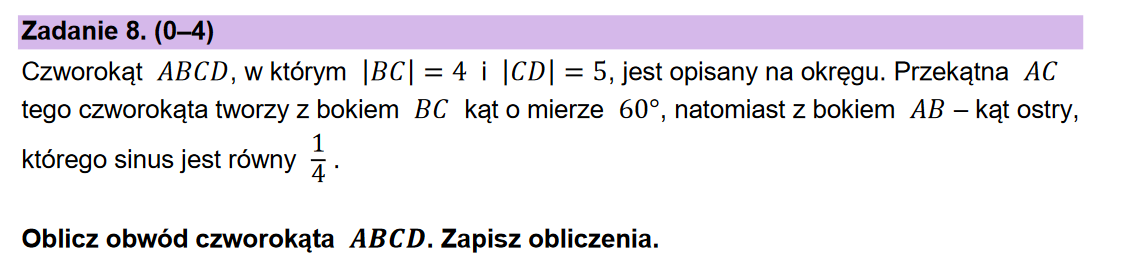 Zadanie 8. (0–4)
Czworokąt ABCD, w którym |BC| = 4 i |CD| = 5, jest opisany na okręgu. Przekątna AC
tego czworokąta tworzy z bokiem BC kąt o mierze 60°, natomiast z bokiem AB – kąt ostry,
którego sinus jest równy 1/4 .
Oblicz obwód czworokąta ABCD. Zapisz obliczenia.